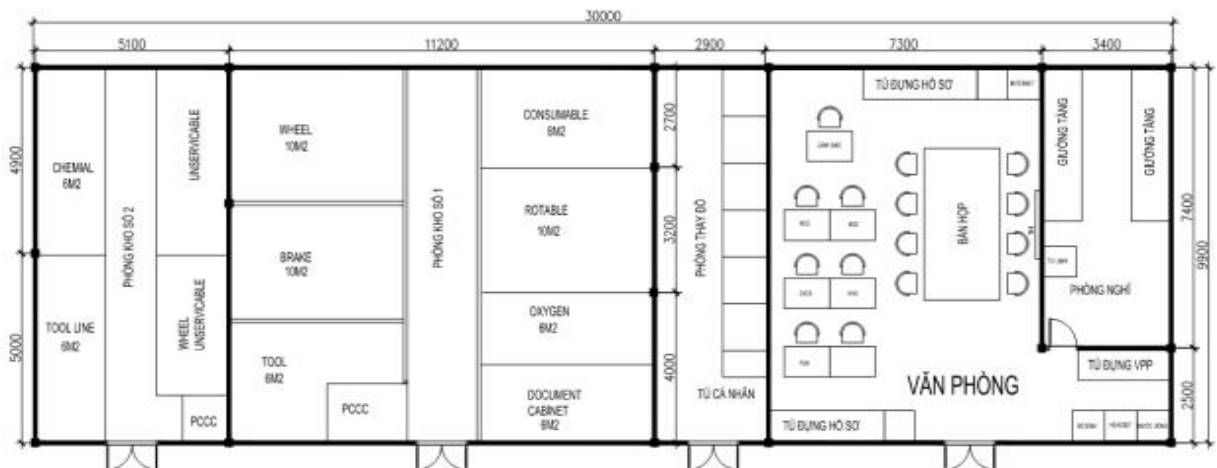 30000
5100
11200
2900
7300
3400
4900
5000
CHEMIAL
6M2
TOOL LINE
6M2
PHÒNG KHO SỐ 2
UNSERVICABLE
WHEEL
UNSERVICABLE
PCCC
WHEEL
10M2
BRAKE
10M2
TOOL
6M2
PCCC
PHÒNG KHO SỐ 1
CONSUMABLE
8M2
ROTABLE
10M2
OXYGEN
6M2
DOCUMENT
CABINET
6M2
2700
3200
4000
PHÒNG THAY ĐỒ
TỦ CÁ NHÂN
TỦ ĐỰNG HỒ SƠ
BÀN HỌP
VĂN PHÒNG
TỦ ĐỰNG HỒ SƠ
GIƯỜNG TẦNG
GIƯỜNG TẦNG
TỦ LẠNH
PHÒNG NGHỈ
TỦ ĐỰNG VPP
7400
2500
9900